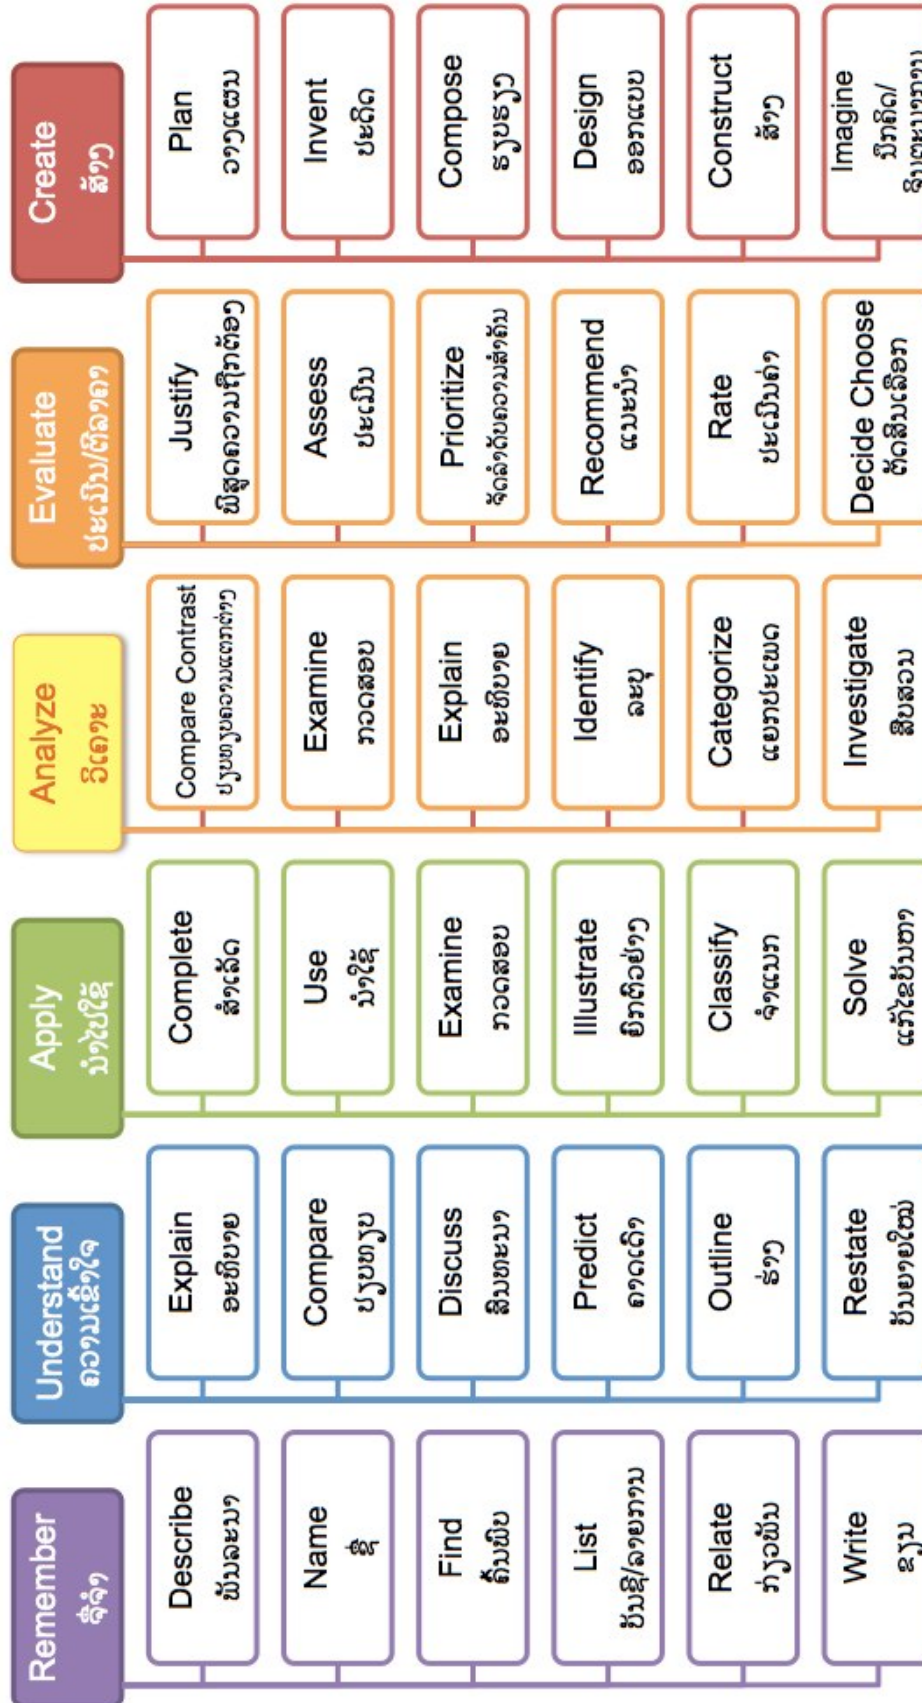 Remember
ຈື່ຈຳ
Describe
ພັນລະນາ
Name
ຊື່
Find
ຄົ້ນພົບ
List
ບັນຊີ/ລາຍການ
Relate
ກ່ຽວພັນ
Write
ຂຽນ
Understand
ຄວາມເຂົ້າໃຈ
Explain
ອະທິບາຍ
Compare
ປຽບທຽບ
Discuss
ສົນທະນາ
Predict
ຄາດເດົາ
Outline
ຮ່າງ
Restate
ບັນຍາຍໃໝ່
Apply
ນຳໄປໃຊ້
Complete
ສຳເລັດ
Use
ນຳໃຊ້
Examine
ກວດສອບ
Illustrate
ຍົກຕົວຢ່າງ
Classify
ຈຳແນກ
Solve
ແກ້ໄຂບັນຫາ
Analyze
ວິເຄາະ
Compare Contrast
ປຽບທຽບຄວາມແຕກຕ່າງ
Examine
ກວດສອບ
Explain
ອະທິບາຍ
Identify
ລະບຸ
Categorize
ແຍກປະເພດ
Investigate
ສືບສວນ
Evaluate
ປະເມີນ/ຕີລາຄາ
Justify
ພິສູດຄວາມຖືກຕ້ອງ
Assess
ປະເມີນ
Prioritize
ຈັດລຳດັບຄວາມສຳຄັນ
Recommend
ແນະນຳ
Rate
ປະເມີນຄ່າ
Decide Choose
ຕັດສິນເລືອກ
Create
ສ້າງ
Plan
ວາງແຜນ
Invent
ປະດິດ
Compose
ຮຽບຮຽງ
Design
ອອກແບບ
Construct
ສ້າງ
Imagine
ນຶກຄິດ/
ຈິນຕະນາການ